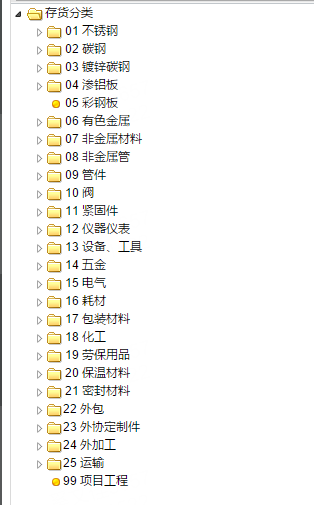 存货分类
01 不锈钢
02 碳钢
03 镀锌碳钢
04 渗铝板
05 彩钢板
06 有色金属
07 非金属材料
08 非金属管
09 管件
10 阀
11 紧固件
12 仪器仪表
13 设备、工具
14 五金
15 电气
16 耗材
17 包装材料
18 化工
19 劳保用品
20 保温材料
21 密封材料
22 外包
23 外协定制件
24 外加工
25 运输
99 项目工程